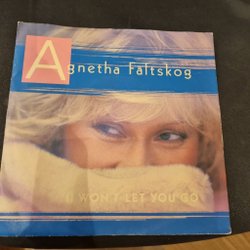 Agnetha Fältskog
I WON'T LET YOU GO